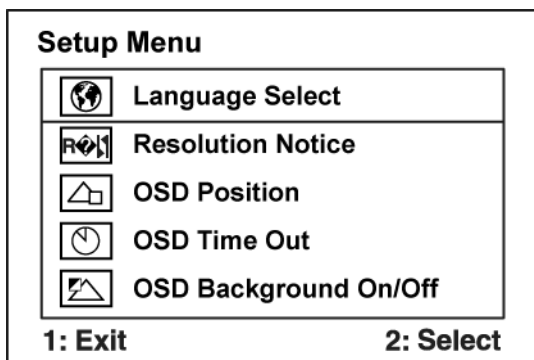 Setup Menu
Language Select
Resolution Notice
OSD Position
OSD Time Out
OSD Background On/Off
1: Exit 2: Select